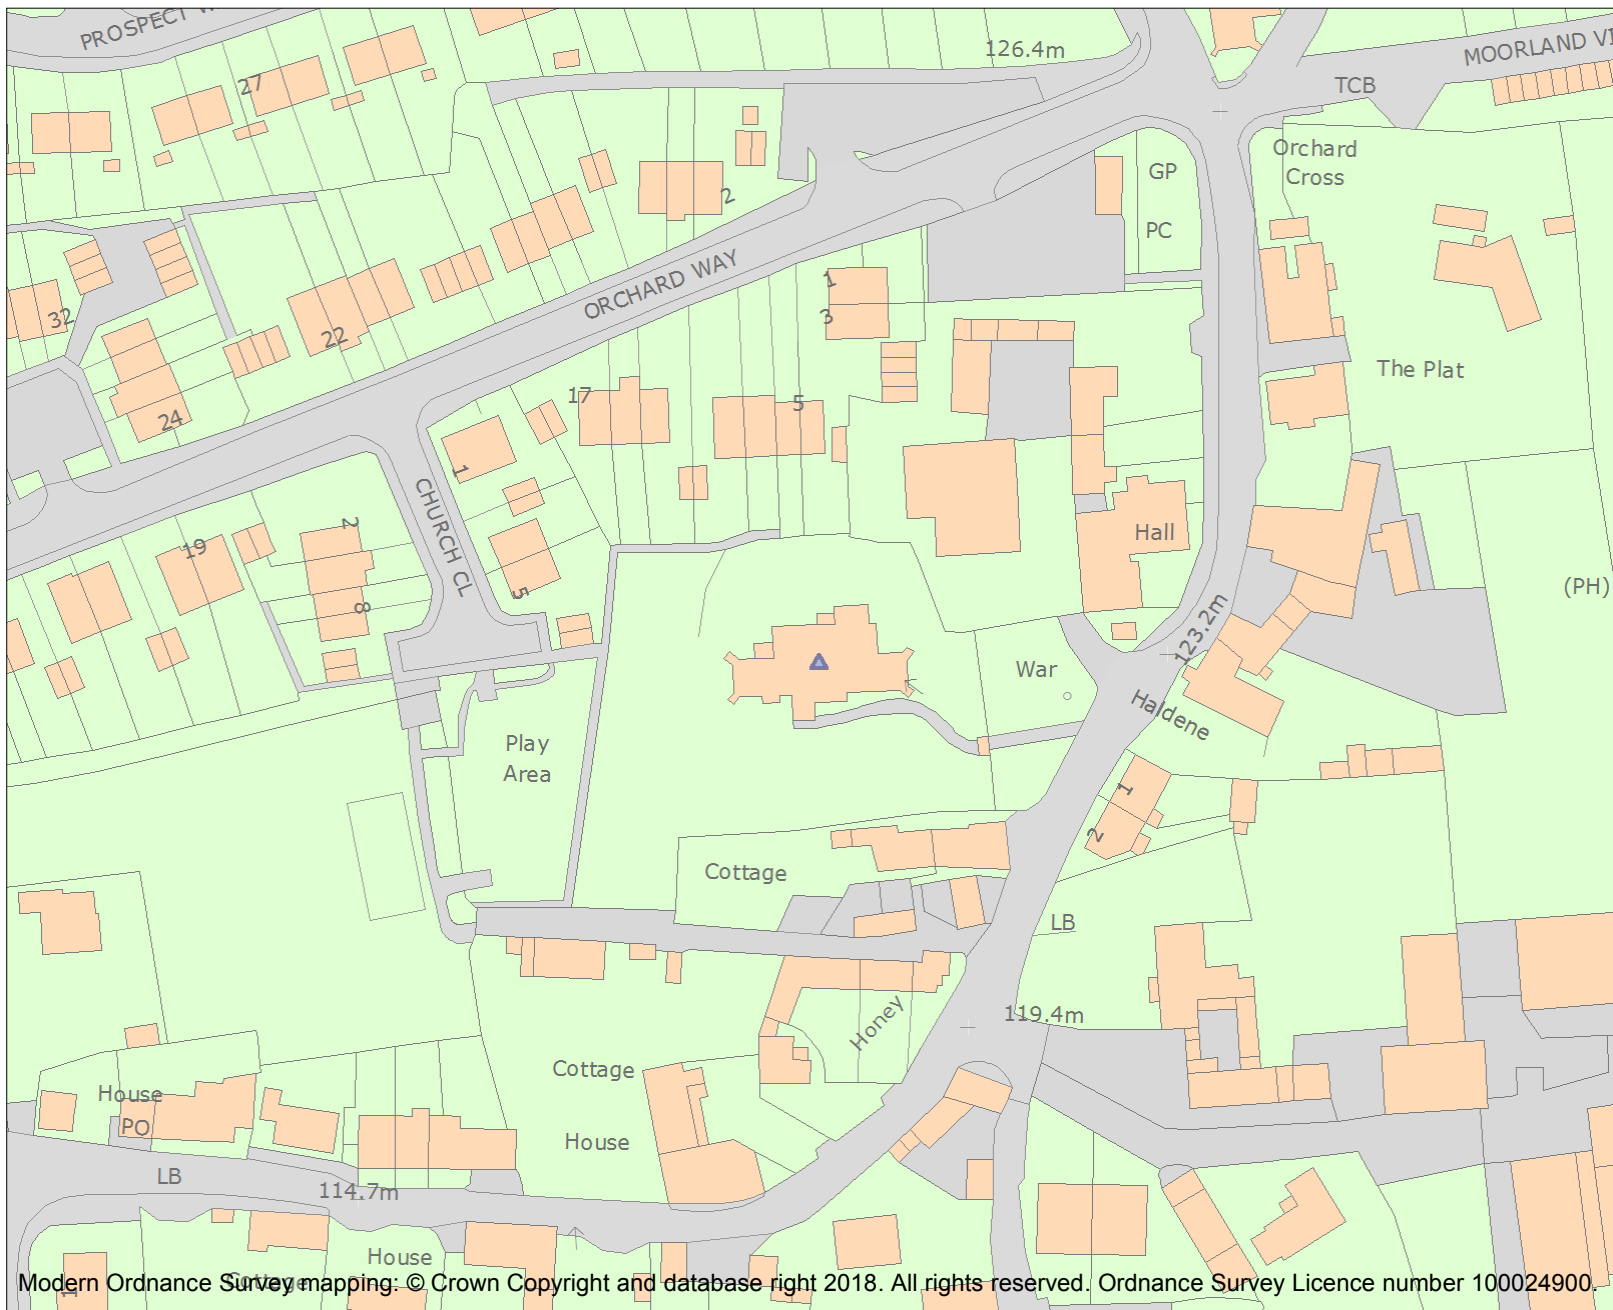 PROSPECT W
126.4m
MOORLAND VI
TCB
27
Orchard
Cross
GP
2
PC
ORCHARD WAY
1
32
3
22
The Plat
17
5
24
1
CHURCH CL
2
Hall
19
(PH)
5
8
123.2m
War
Haldene
Play
Area
1
2
Cottage
LB
Honey
119.4m
Cottage
House
PO
House
LB
114.7m
House
Cottage
1
Modern Ordnance Survey mapping: © Crown Copyright and database right 2018. All rights reserved. Ordnance Survey Licence number 100024900.